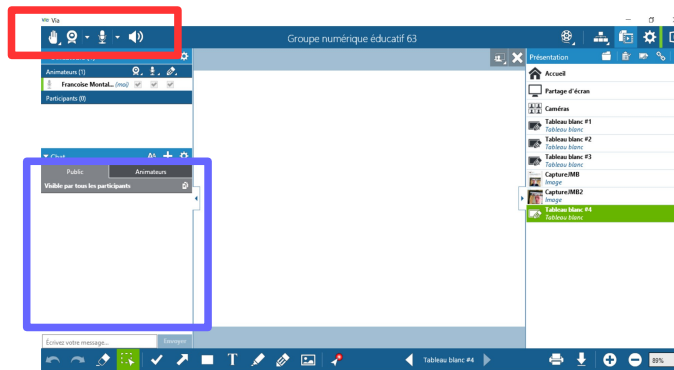 Via Via
Groupe numérique éducatif 63
Présentation
Animateurs (1)
Francoise Montal... (moi)
Participants (0)
Chat
Public Animateurs
Visible par tous les participants
Écrivez votre message... Envoyer
Accueil
Partage d'écran
Caméras
Tableau blanc #1
Tableau blanc
Tableau blanc #2
Tableau blanc
Tableau blanc #3
Tableau blanc
CaptureJMB
Image
CaptureJMB2
Image
Tableau blanc #4
Tableau blanc
T
Tableau blanc #4
89%